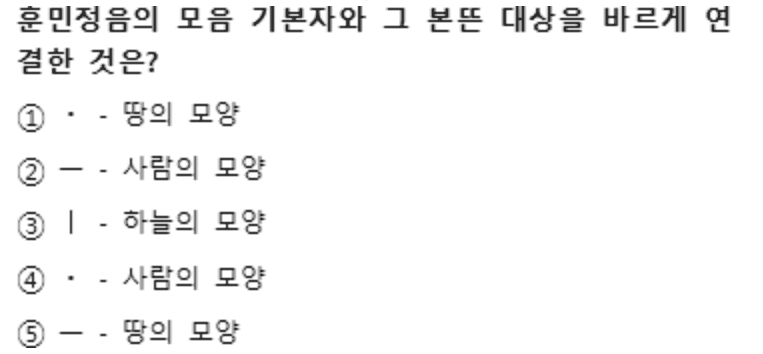 훈민정음의 모음 기본자와 그 본뜬 대상을 바르게 연
결한 것은?
① ㆍ - 땅의 모양
② ㅡ - 사람의 모양
③ ㅣ - 하늘의 모양
④ ㆍ - 사람의 모양
⑤ ㅡ - 땅의 모양